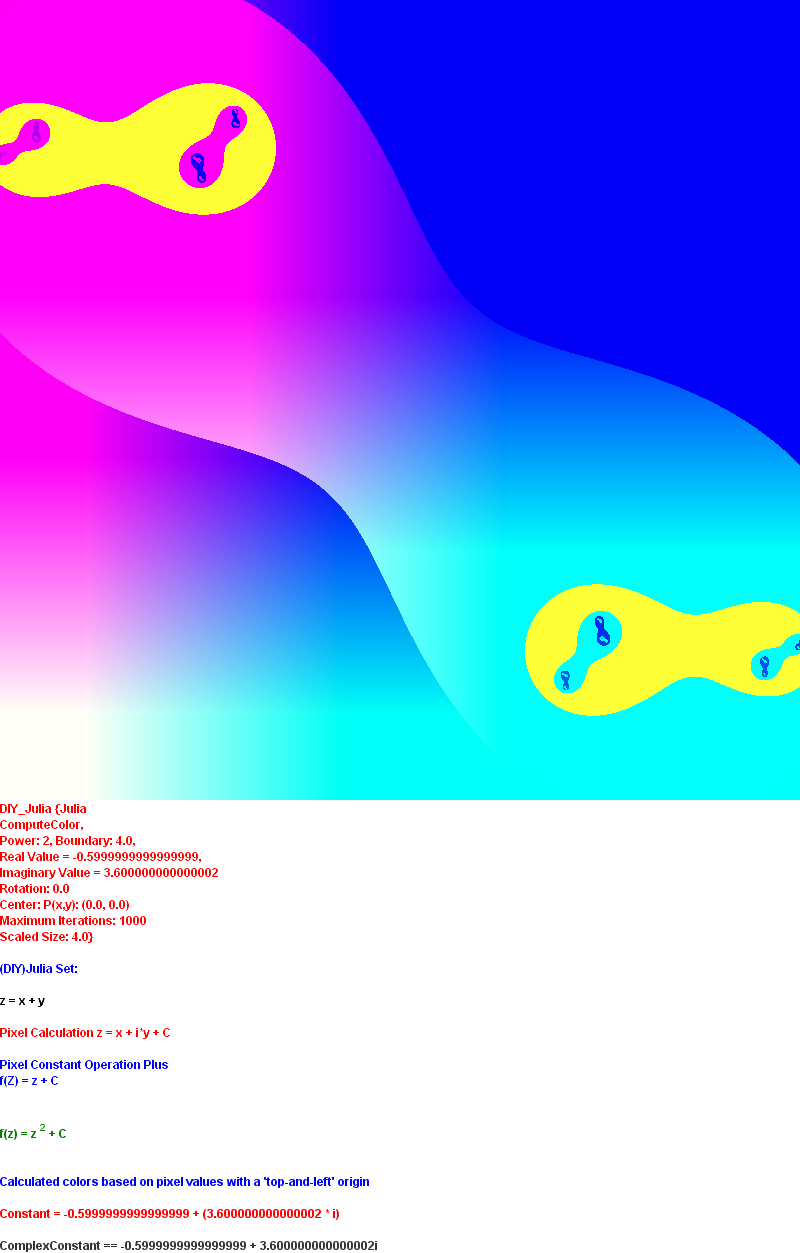 DIY_Julia {Julia
ComputeColor,
Power: 2, Boundary: 4.0,
Real Value = -0.5999999999999999,
Imaginary Value = 3.600000000000002
Rotation: 0.0
Center: P(x,y): (0.0, 0.0)
Maximum Iterations: 1000
Scaled Size: 4.0}
(DIY)Julia Set:
z = x + y
Pixel Calculation z = x + i*y + C
Pixel Constant Operation Plus
f(Z) = z + C
f(z) = z 2 + C
Calculated colors based on pixel values with a 'top-and-left' origin
Constant = -0.5999999999999999 + (3.600000000000002 * i)
ComplexConstant == -0.5999999999999999 + 3.600000000000002i